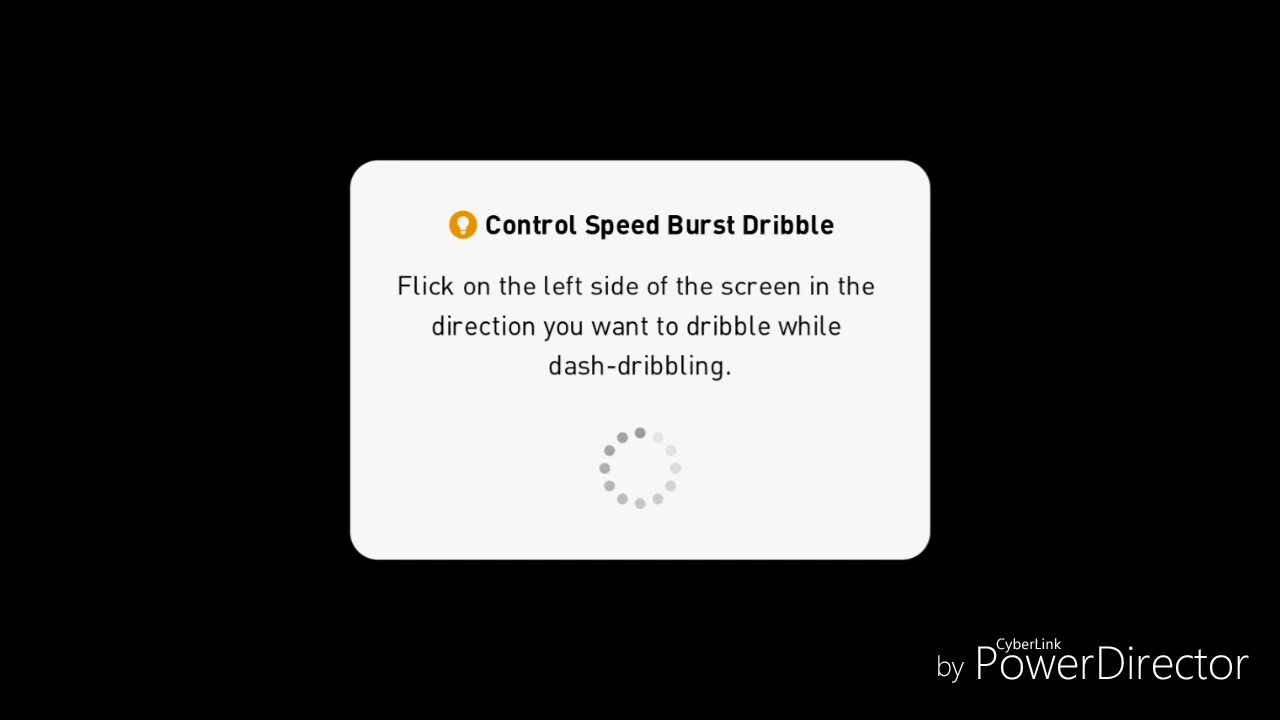 Control Speed Burst Dribble
Flick on the left side of the screen in the
direction you want to dribble while
dash-dribbling.
CyberLink
by PowerDirector